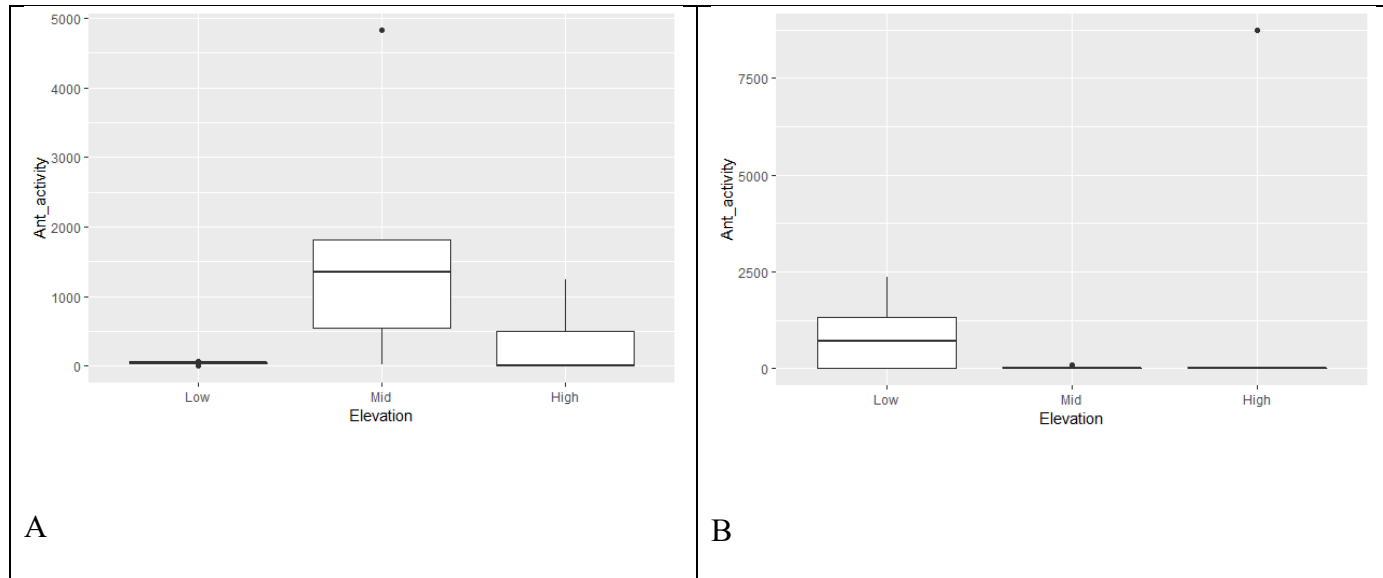 5000
4000
3000
2000
1000
0
Ant_activity
Low Mid High
Elevation
A
7500
5000
2500
0
Ant_activity
Low Mid High
Elevation
B